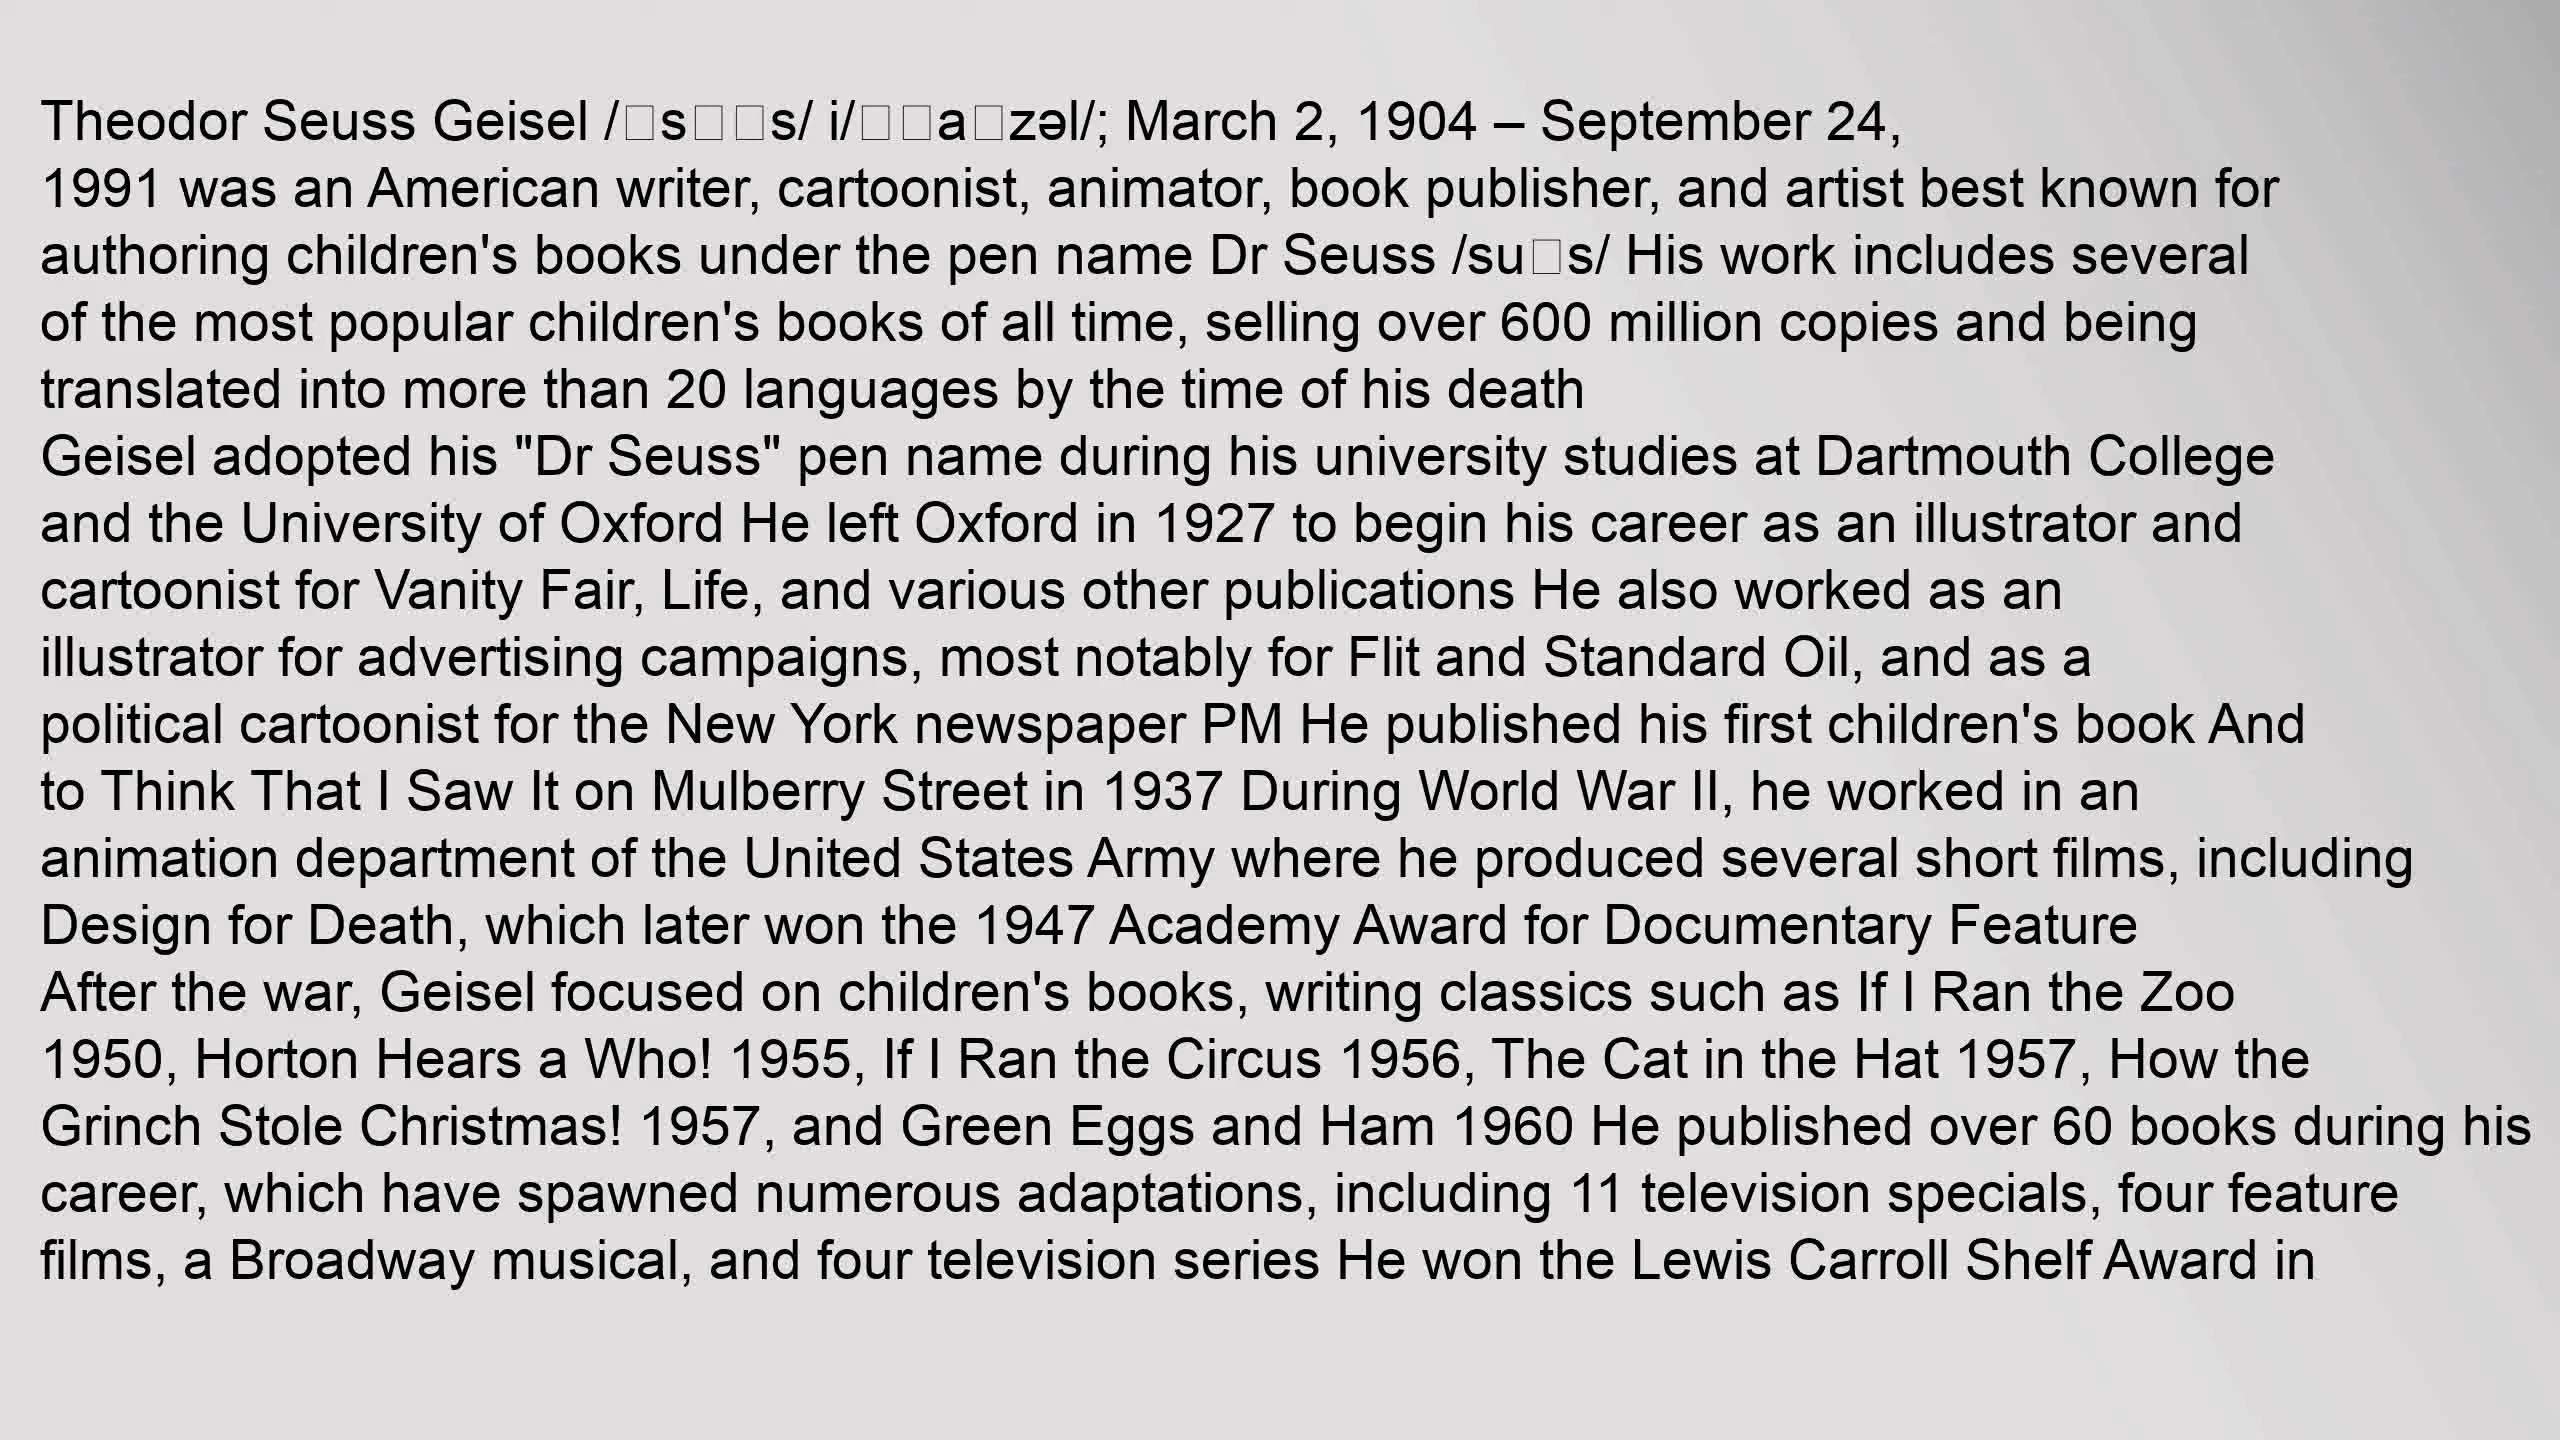 Theodor Seuss Geisel /□s□□s/ i/□□a□zəl/; March 2, 1904 – September 24,
1991 was an American writer, cartoonist, animator, book publisher, and artist best known for
authoring children's books under the pen name Dr Seuss /su□s/ His work includes several
of the most popular children's books of all time, selling over 600 million copies and being
translated into more than 20 languages by the time of his death
Geisel adopted his "Dr Seuss" pen name during his university studies at Dartmouth College
and the University of Oxford He left Oxford in 1927 to begin his career as an illustrator and
cartoonist for Vanity Fair, Life, and various other publications He also worked as an
illustrator for advertising campaigns, most notably for Flit and Standard Oil, and as a
political cartoonist for the New York newspaper PM He published his first children's book And
to Think That I Saw It on Mulberry Street in 1937 During World War II, he worked in an
animation department of the United States Army where he produced several short films, including
Design for Death, which later won the 1947 Academy Award for Documentary Feature
After the war, Geisel focused on children's books, writing classics such as If I Ran the Zoo
1950, Horton Hears a Who! 1955, If I Ran the Circus 1956, The Cat in the Hat 1957, How the
Grinch Stole Christmas! 1957, and Green Eggs and Ham 1960 He published over 60 books during his
career, which have spawned numerous adaptations, including 11 television specials, four feature
films, a Broadway musical, and four television series He won the Lewis Carroll Shelf Award in